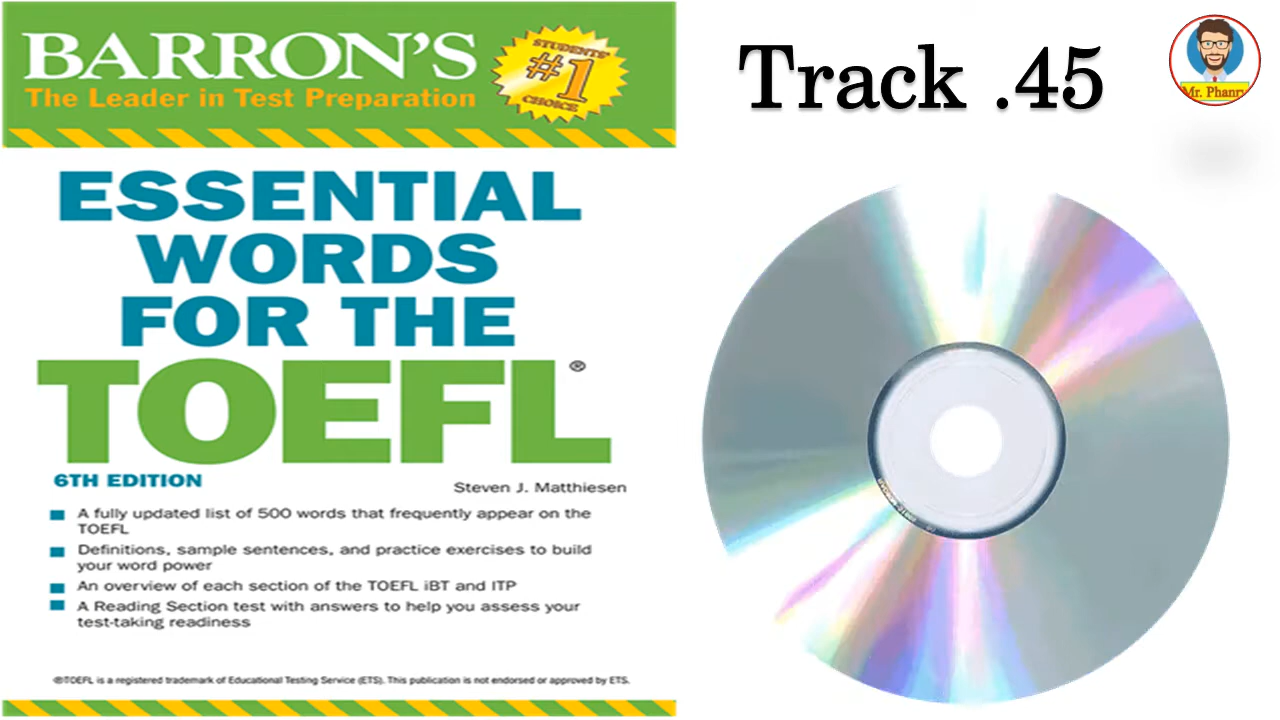 BARRON'S
The Leader in Test Preparation
STUDENTS'
#1
CHOICE
ESSENTIAL
WORDS
FOR THE
TOEFL®
6TH EDITION
Steven J. Matthiesen
A fully updated list of 500 words that frequently appear on the
TOEFL
Definitions, sample sentences, and practice exercises to build
your word power
An overview of each section of the TOEFL iBT and ITP
A Reading Section test with answers to help you assess your
test-taking readiness
®TOEFL is a registered trademark of Educational Testing Service (ETS). This publication is not endorsed or approved by ETS.
Track .45
Mr. Phanry